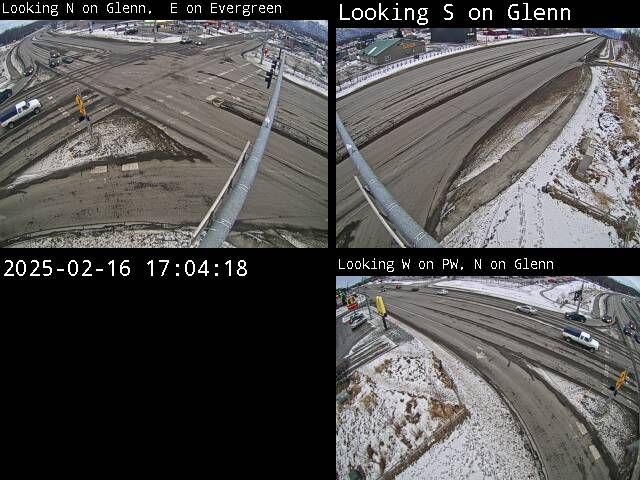 Looking N on Glenn,  E on Evergreen
Looking S on Glenn
2025-02-16 17:04:18
Looking W on PW, N on Glenn